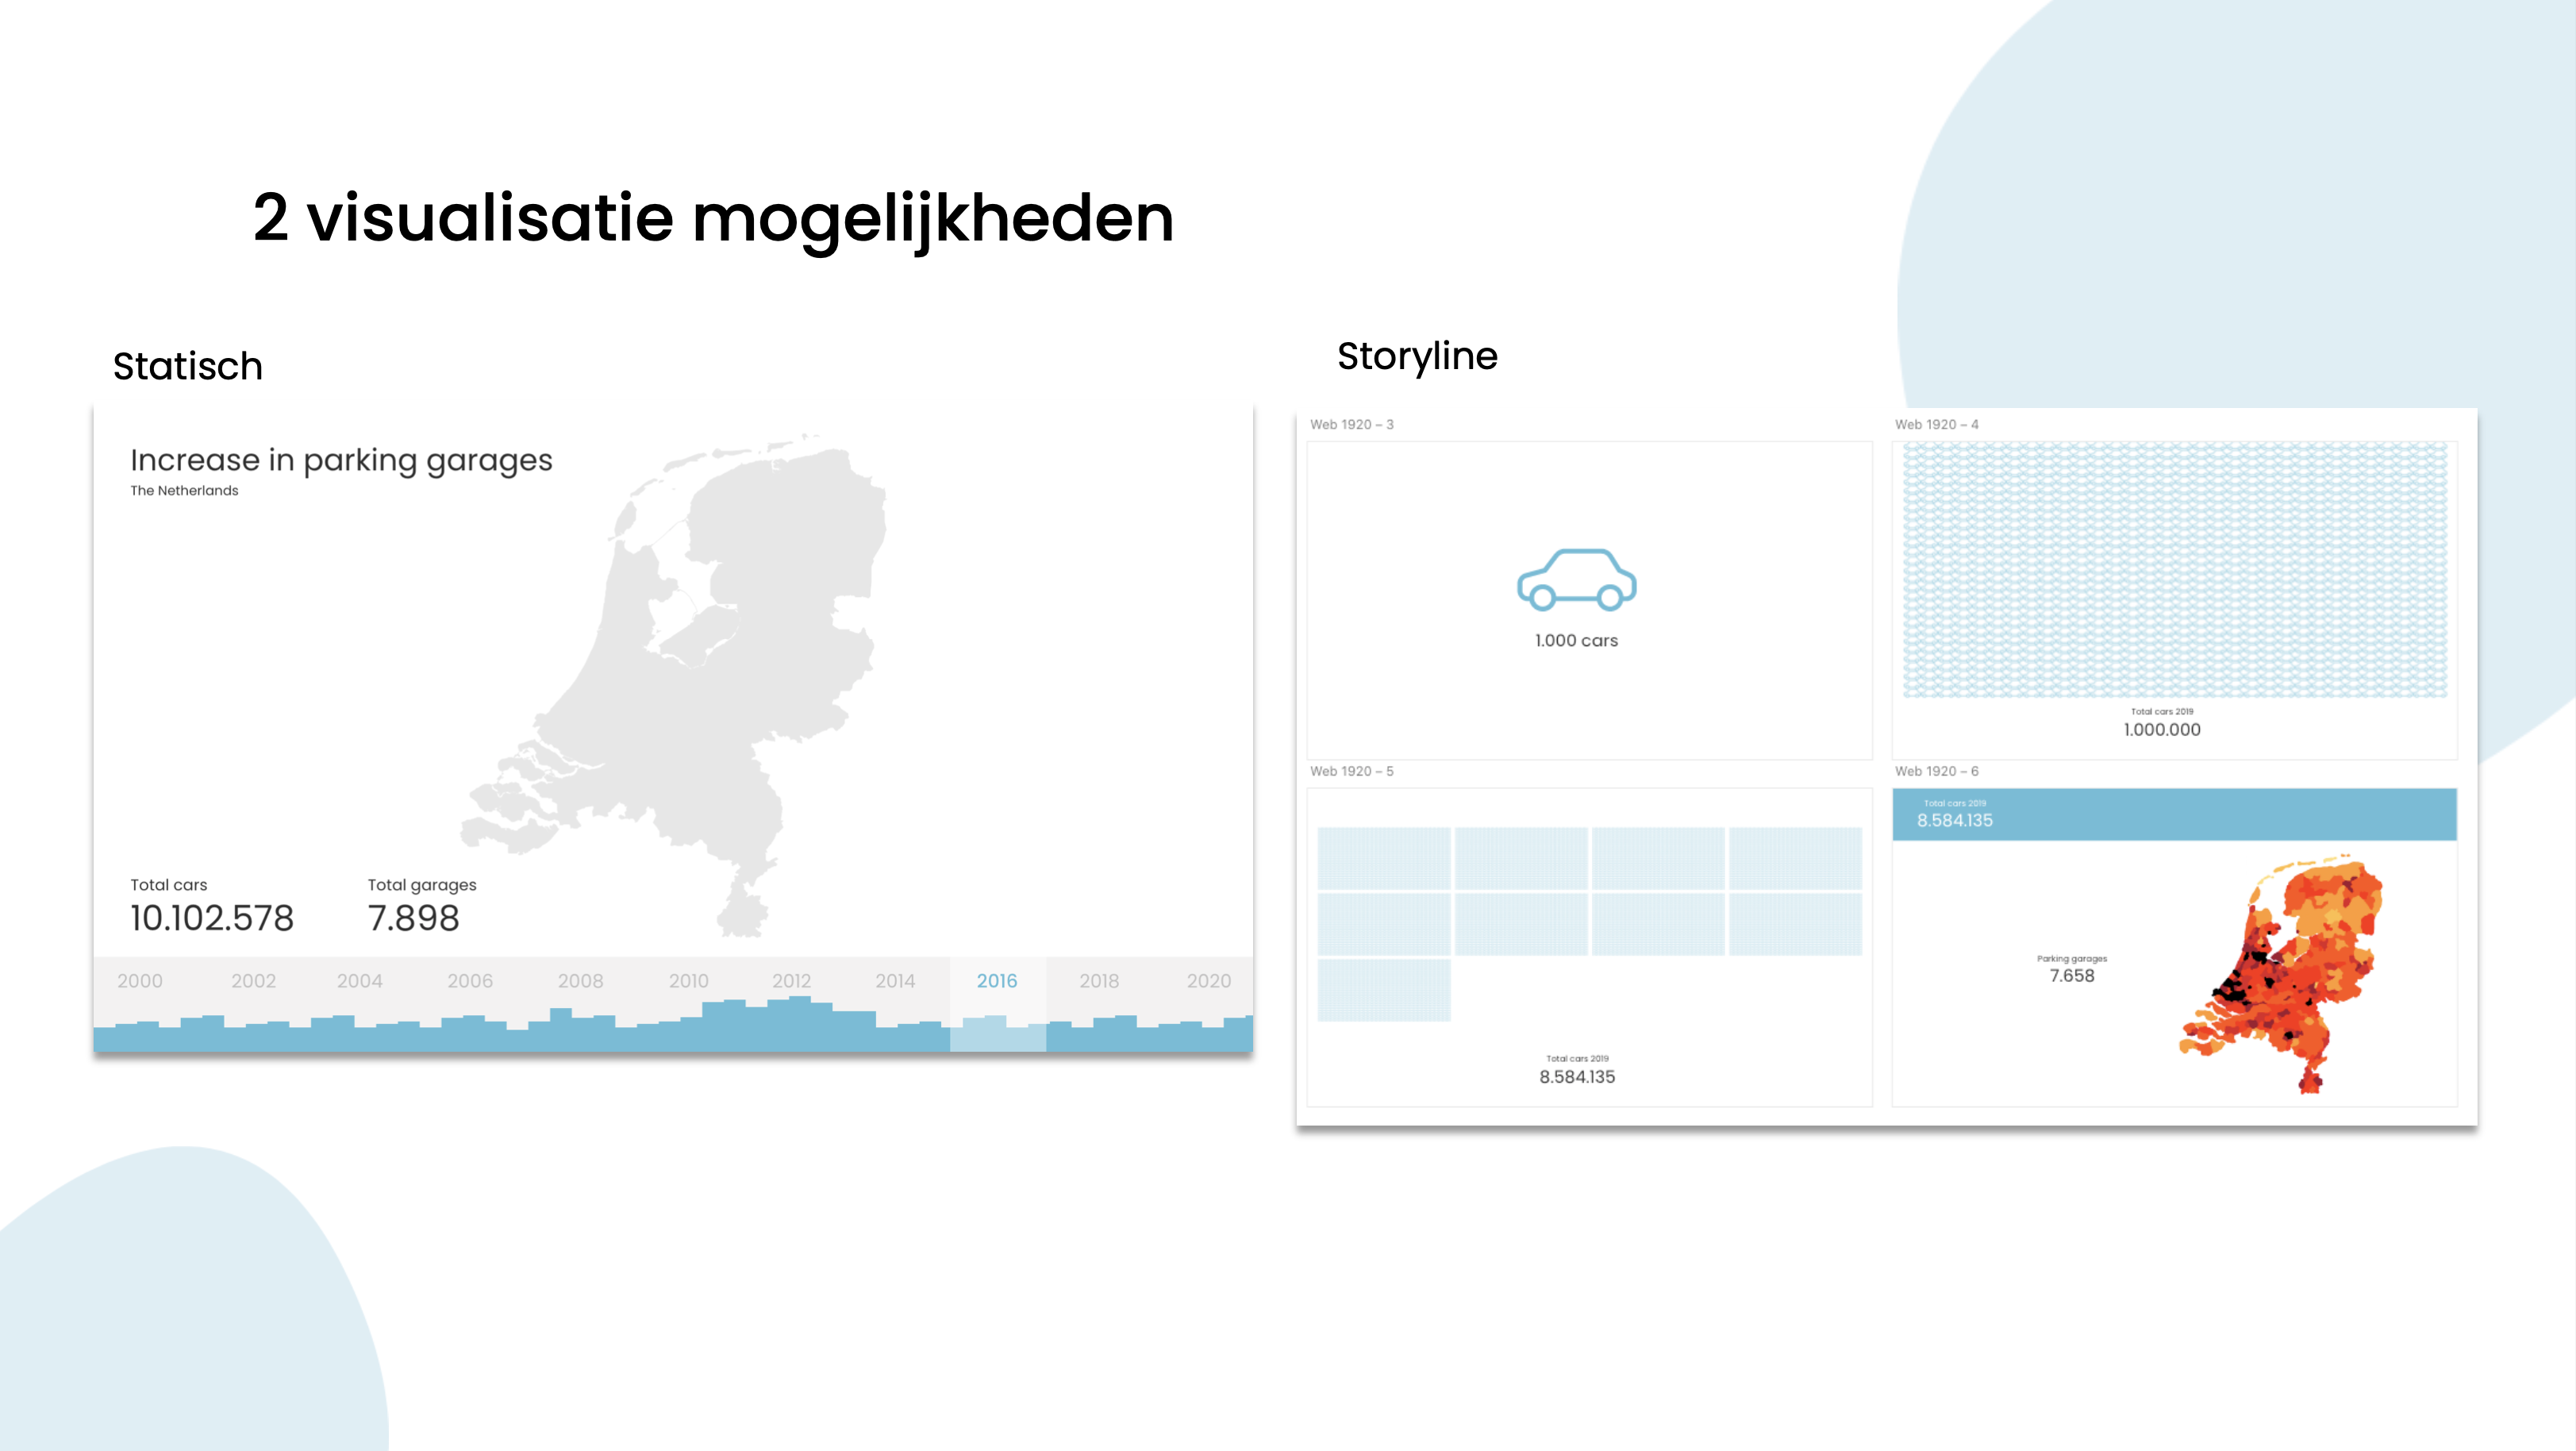 2 visualisatie mogelijkheden
Statisch
Increase in parking garages
The Netherlands
Total cars
10.102.578
Total garages
7.898
2000 2002 2004 2006 2008 2010 2012 2014 2016 2018 2020
Storyline
Web 1920 – 3
1.000 cars
Web 1920 – 4
Total cars 2019
1.000.000
Web 1920 – 5
Total cars 2019
8.584.135
Web 1920 – 6
Total cars 2019
8.584.135
Parking garages
7.658